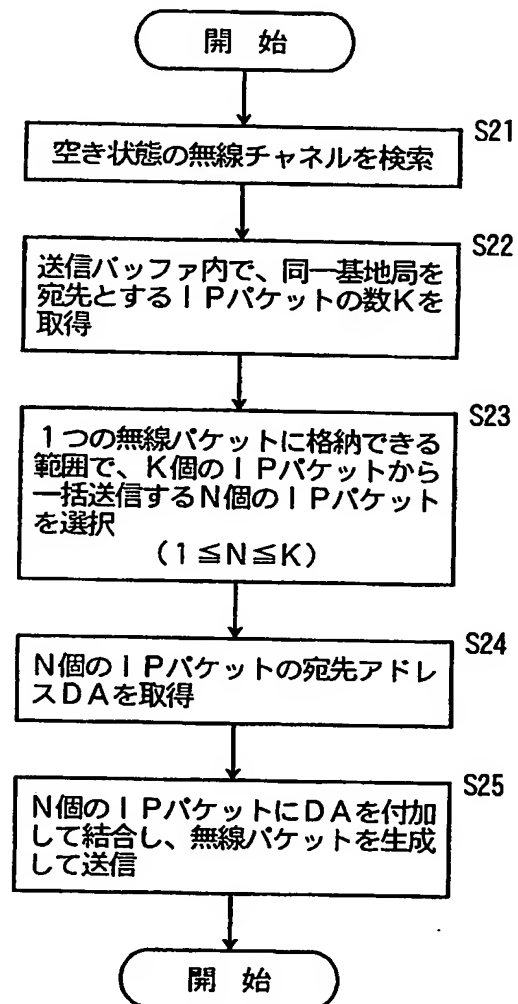 開 始
S21
空き状態の無線チャネルを検索
S22
送信バッファ内で、同一基地局を
宛先とするIPパケットの数Kを
取得
S23
1つの無線パケットに格納できる
範囲で、K個のIPパケットから
一括送信するN個のIPパケット
を選択
(1≦N≦K)
S24
N個のIPパケットの宛先アドレ
スDAを取得
S25
N個のIPパケットにDAを付加
して結合し、無線パケットを生成
して送信
開 始